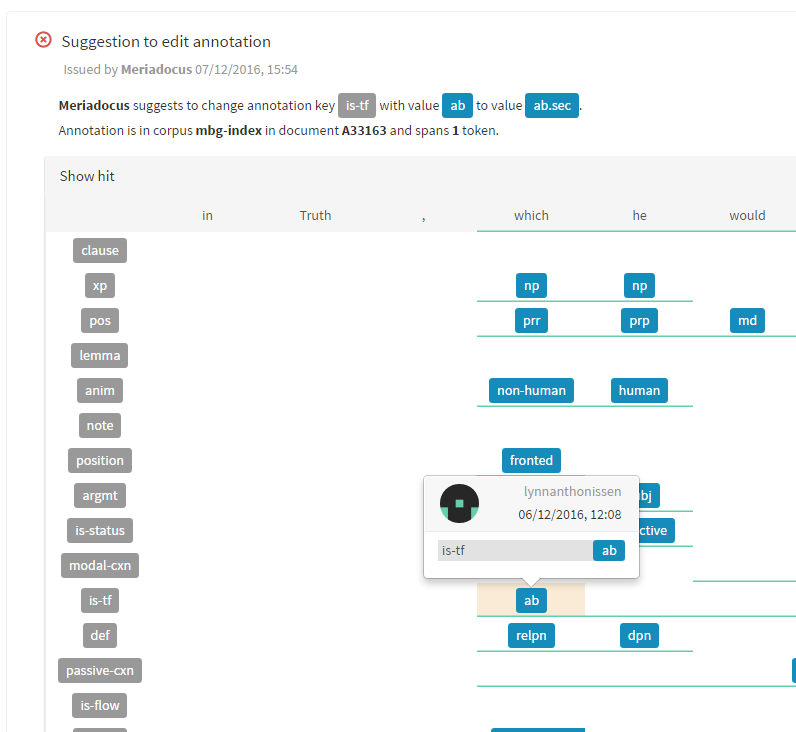 Suggestion to edit annotation
Issued by Meriadocus 07/12/2016, 15:54
Meriadocus suggests to change annotation key is-tf with value ab to value ab.sec.
Annotation is in corpus mbg-index in document A33163 and spans 1 token.
Show hit
in Truth , which he would
clause
xp np np
pos prr prp md
lemma
anim non-human human
note
position fronted
argmt bj
is-status ctive
modal-cxn
lynnanthonissen
06/12/2016, 12:08
is-tf ab
is-tf ab
def relpn dpn
passive-cxn
is-flow